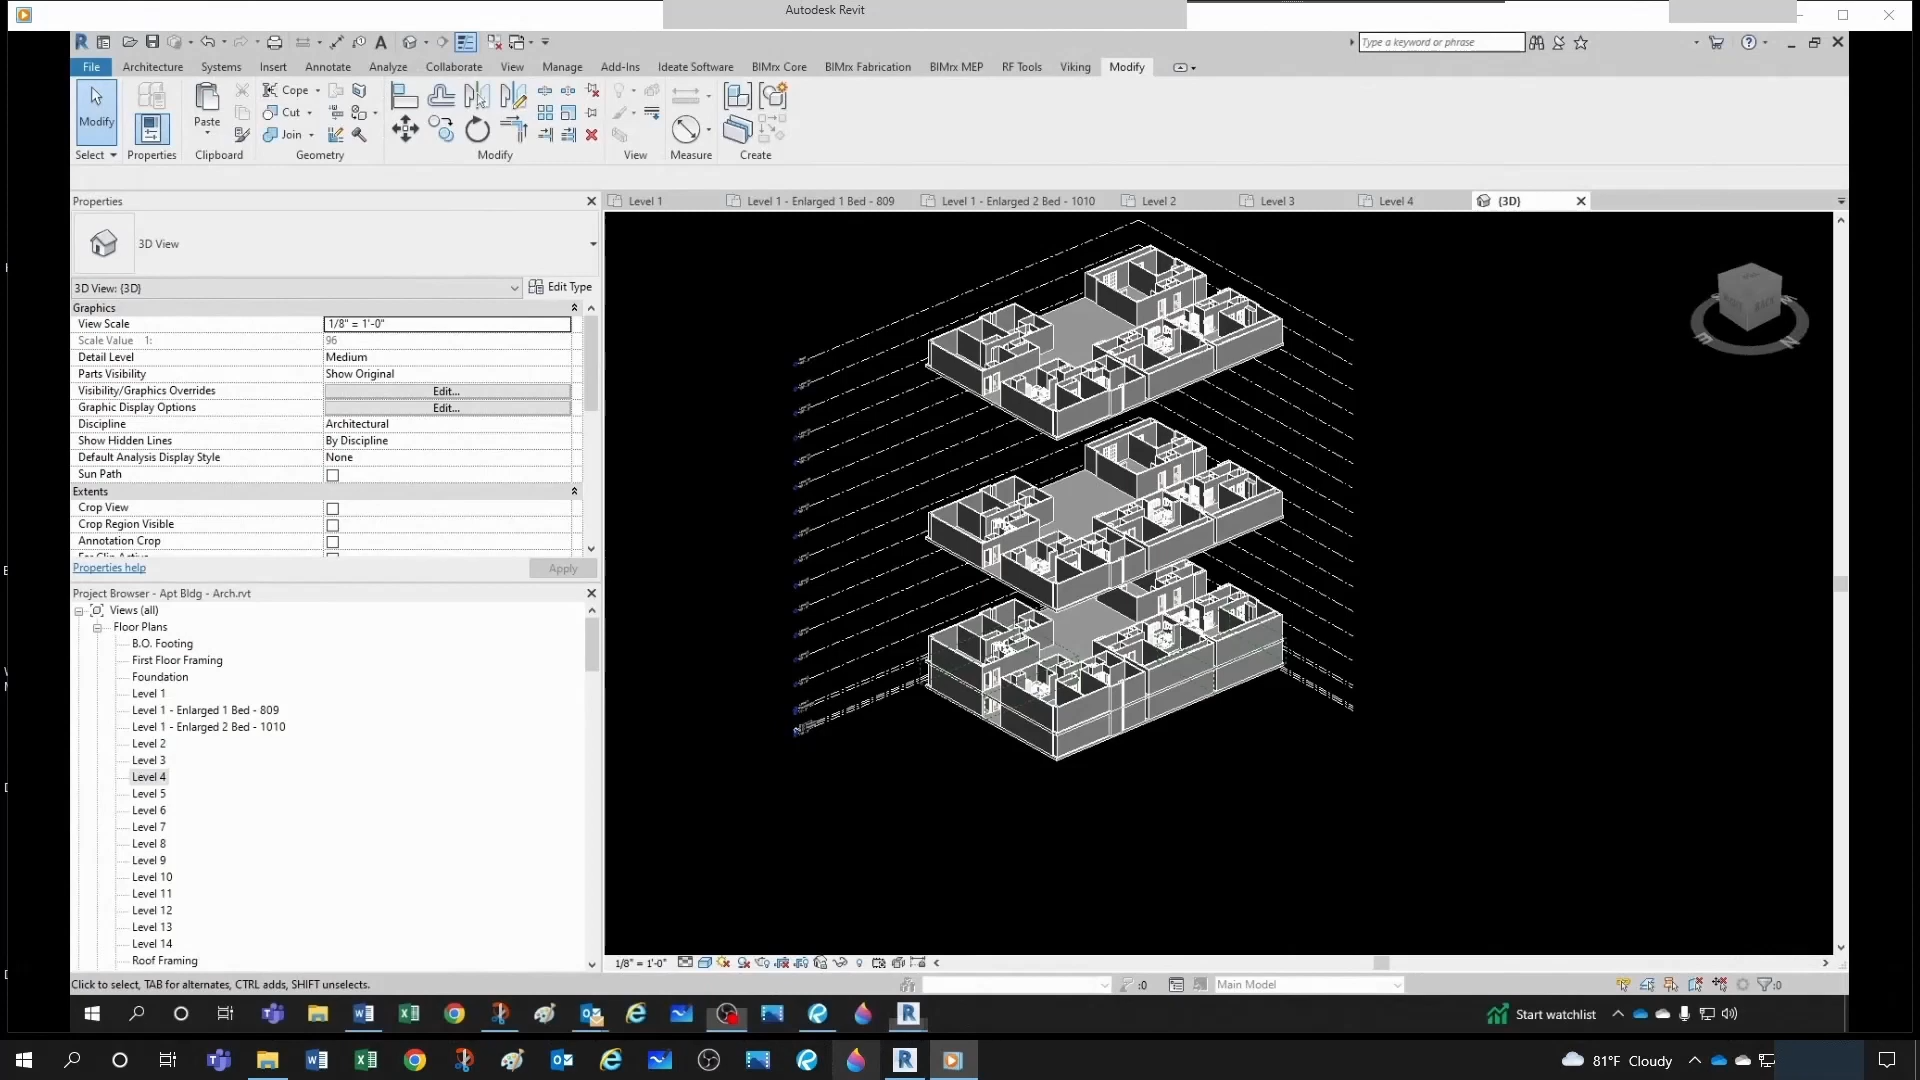 Autodesk Revit
Type a keyword or phrase
File Architecture Systems Insert Annotate Analyze Collaborate View Manage Add-Ins Ideate Software BIMrx Core BIMrx Fabrication BIMrx MEP RF Tools Viking Modify
Modify
Paste
Cope
Cut
Join
Select Properties Clipboard Geometry Modify View Measure Create
Properties
Level 1
Level 1 - Enlarged 1 Bed - 809
Level 1 - Enlarged 2 Bed - 1010
Level 2
Level 3
Level 4
{3D}
3D View
3D View: {3D}
Edit Type
Graphics
View Scale 1/8" = 1'-0"
Scale Value 1: 96
Detail Level Medium
Parts Visibility Show Original
Visibility/Graphics Overrides Edit...
Graphic Display Options Edit...
Discipline Architectural
Show Hidden Lines By Discipline
Default Analysis Display Style None
Sun Path
Extents
Crop View
Crop Region Visible
Annotation Crop
Far Clip Active
Properties help
Apply
Project Browser - Apt Bldg - Arch.rvt
Views (all)
Floor Plans
B.O. Footing
First Floor Framing
Foundation
Level 1
Level 1 - Enlarged 1 Bed - 809
Level 1 - Enlarged 2 Bed - 1010
Level 2
Level 3
Level 4
Level 5
Level 6
Level 7
Level 8
Level 9
Level 10
Level 11
Level 12
Level 13
Level 14
Roof Framing
1/8" = 1'-0"
Click to select, TAB for alternates, CTRL adds, SHIFT unselects.
:0
Main Model
:0
Start watchlist
81°F Cloudy